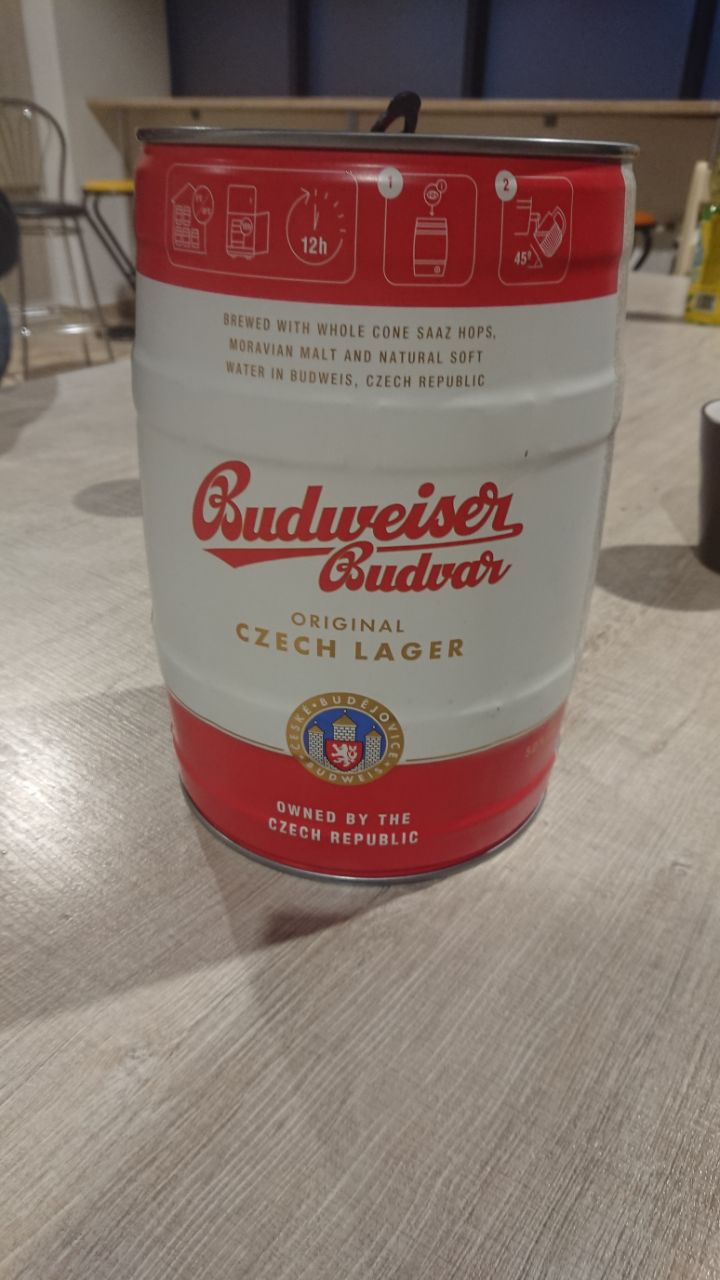 12h
1
2
45°
BREWED WITH WHOLE CONE SAAZ HOPS,
MORAVIAN MALT AND NATURAL SOFT
WATER IN BUDWEIS, CZECH REPUBLIC
Budweiser
Budvar
ORIGINAL
CZECH LAGER
ČESKÉ BUDĚJOVICE
BUDWEIS
OWNED BY THE
CZECH REPUBLIC